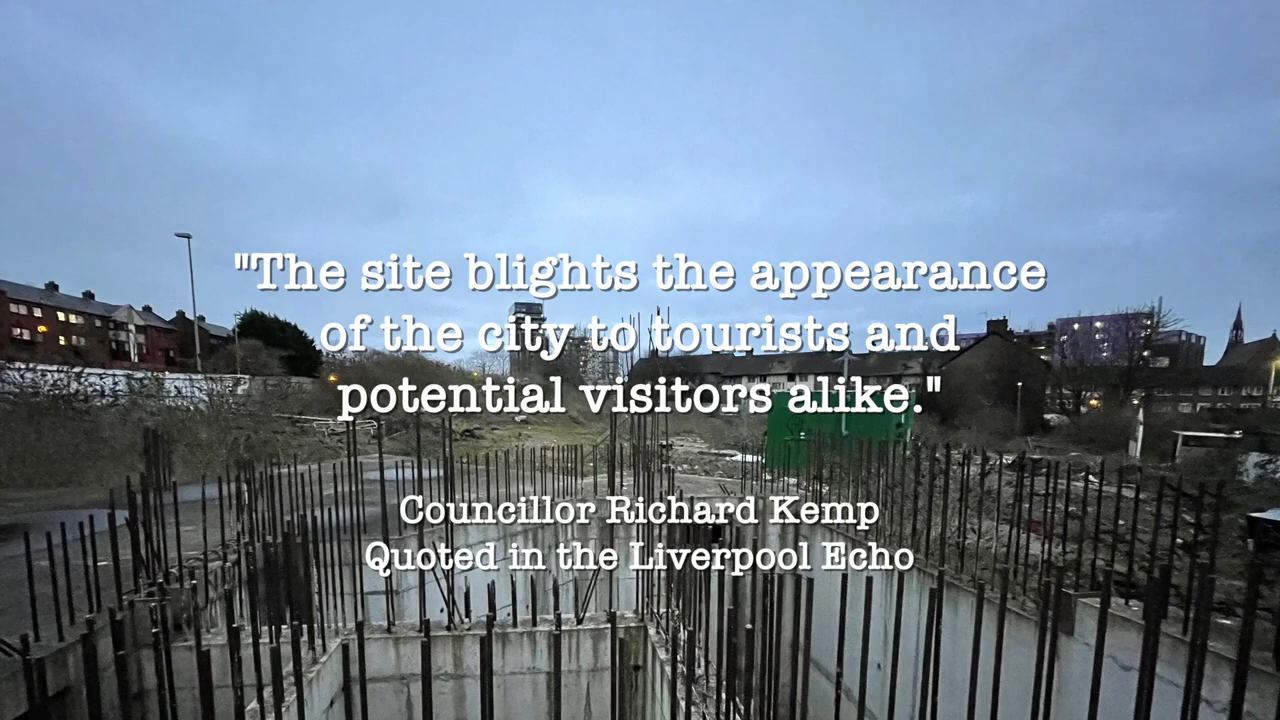 "The site blights the appearance
of the city to tourists and
potential visitors alike."
Councillor Richard Kemp
Quoted in the Liverpool Echo